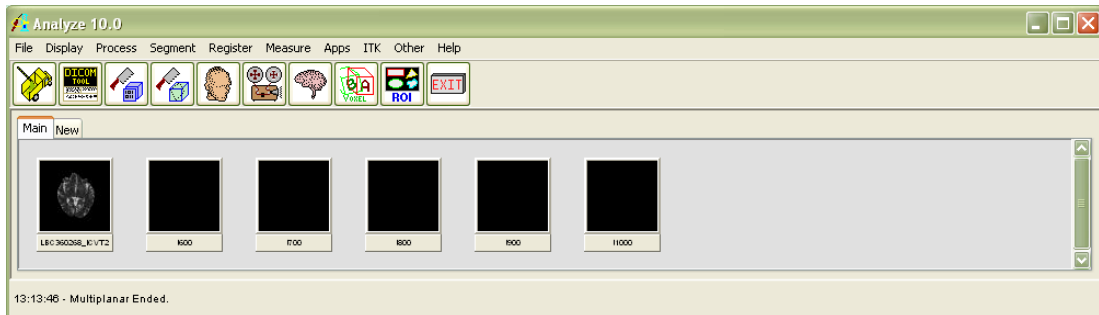 Analyze 10.0
File Display Process Segment Register Measure Apps ITK Other Help
DICOM TOOL
B A
VOXEL
ROI
EXIT
Main New
LBC360268_ICVT2 I600 I700 I800 I900 I1000
13:13:46 - Multiplanar Ended.